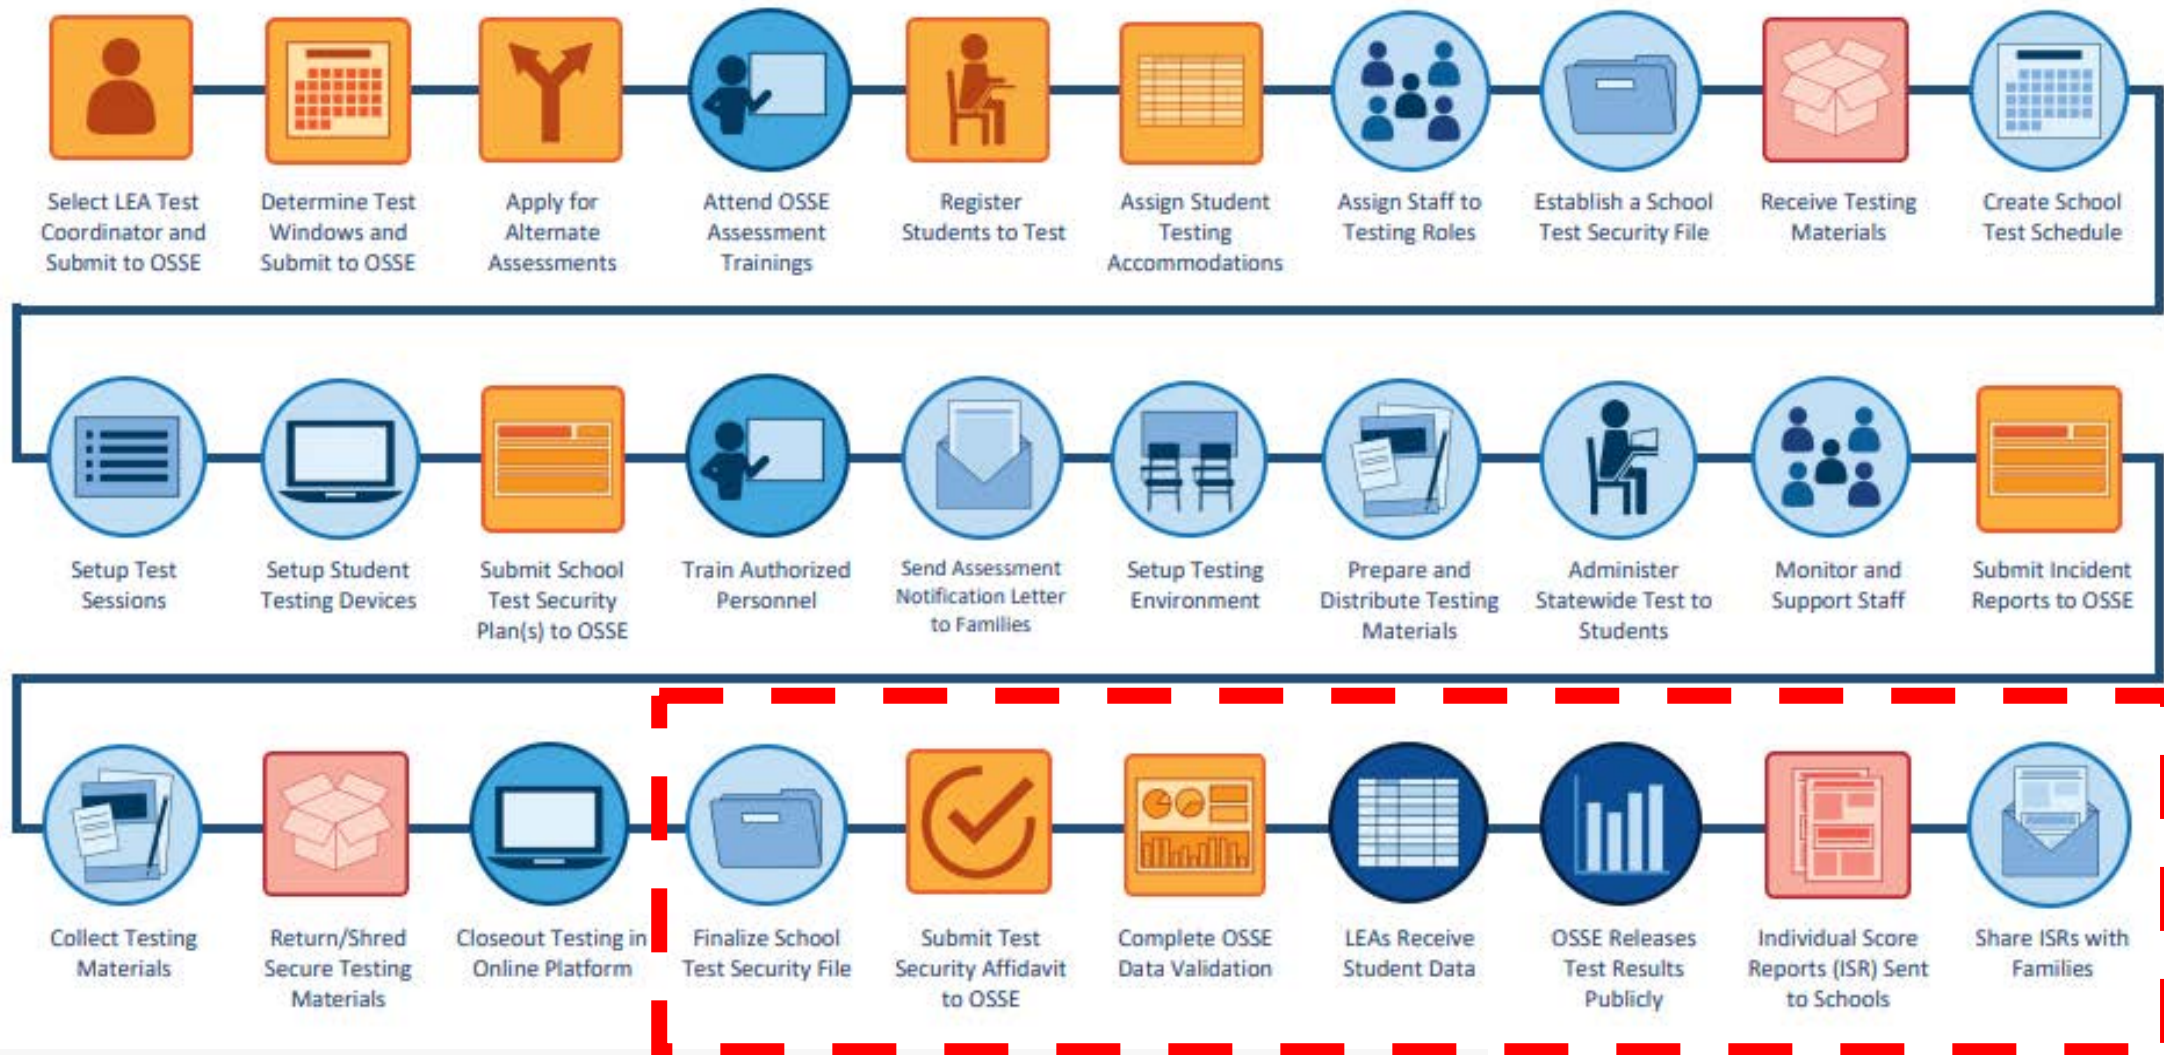 Select LEA Test
Coordinator and
Submit to OSSE
Determine Test
Windows and
Submit to OSSE
Apply for
Alternate
Assessments
Attend OSSE
Assessment
Trainings
Register
Students to Test
Assign Student
Testing
Accommodations
Assign Staff to
Testing Roles
Establish a School
Test Security File
Receive Testing
Materials
Create School
Test Schedule
Setup Test
Sessions
Setup Student
Testing Devices
Submit School
Test Security
Plan(s) to OSSE
Train Authorized
Personnel
Send Assessment
Notification Letter
to Families
Setup Testing
Environment
Prepare and
Distribute Testing
Materials
Administer
Statewide Test to
Students
Monitor and
Support Staff
Submit Incident
Reports to OSSE
Collect Testing
Materials
Return/Shred
Secure Testing
Materials
Closeout Testing in
Online Platform
Finalize School
Test Security File
Submit Test
Security Affidavit
to OSSE
Complete OSSE
Data Validation
LEAs Receive
Student Data
OSSE Releases
Test Results
Publicly
Individual Score
Reports (ISR) Sent
to Schools
Share ISRs with
Families